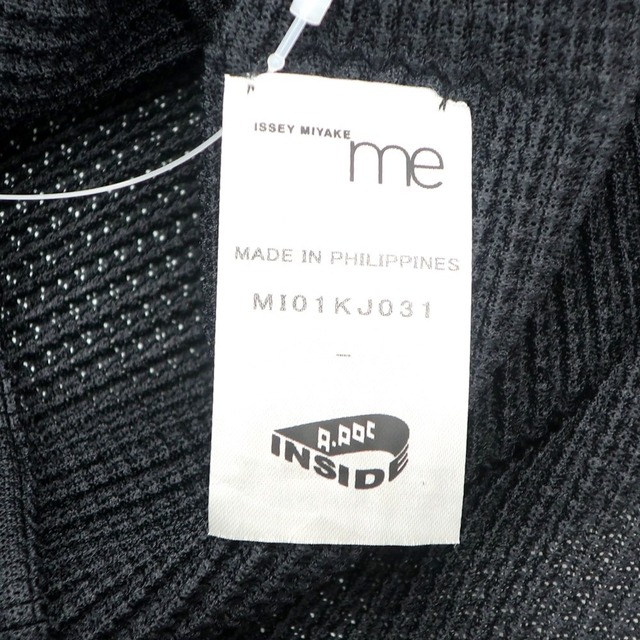 ISSEY MIYAKE
me
MADE IN PHILIPPINES
MI01KJ031
—
A-POC
INSIDE